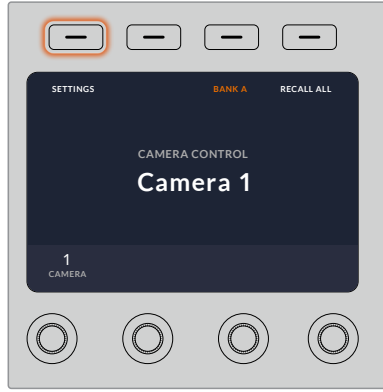 SETTINGS BANK A RECALL ALL
CAMERA CONTROL
Camera 1
1
CAMERA